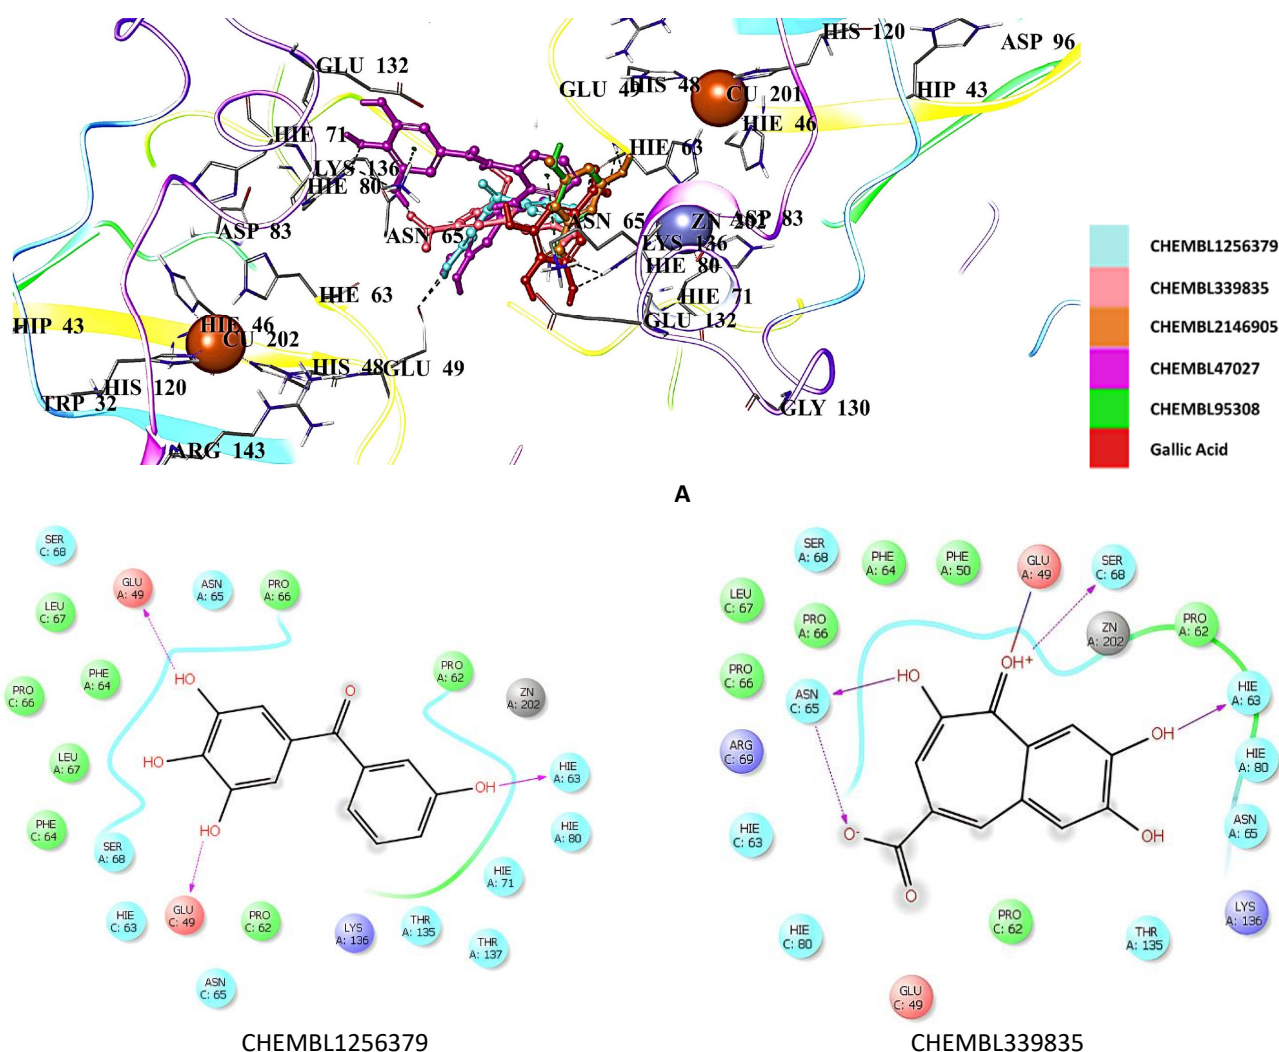 GLU 132
HIE 71
LYS 136
HIE 80
ASP 83
ASN 65
HIE 63
HIP 43
HIE 46
CU 202
HIS 120
TRP 32
HIS 48
GLU 49
ARG 143
HIS 120
ASP 96
GLU 49
HIS 48
CU 201
HIP 43
HIE 46
HIE 63
ASN 65
ZN 202
ASP 83
LYS 136
HIE 80
HIE 71
GLU 132
GLY 130
CHEMBL1256379
CHEMBL339835
CHEMBL2146905
CHEMBL47027
CHEMBL95308
Gallic Acid
A
SER
C: 68
GLU
A: 49
ASN
A: 65
PRO
A: 66
LEU
C: 67
PHE
A: 64
PRO
C: 66
LEU
A: 67
PHE
C: 64
SER
A: 68
HIE
C: 63
GLU
C: 49
PRO
C: 62
ASN
C: 65
LYS
A: 136
THR
A: 135
THR
A: 137
HIE
A: 71
HIE
A: 80
HIE
A: 63
ZN
A: 202
PRO
A: 62
HO
O
HO
HO
OH
CHEMBL1256379
SER
A: 68
PHE
A: 64
PHE
A: 50
GLU
A: 49
SER
C: 68
LEU
C: 67
PRO
A: 66
ZN
A: 202
PRO
A: 62
PRO
C: 66
ASN
C: 65
HIE
A: 63
ARG
C: 69
HIE
A: 80
HIE
C: 63
ASN
A: 65
HIE
C: 80
PRO
C: 62
THR
A: 135
LYS
A: 136
GLU
C: 49
HO
OH+
OH
OH
O-
O
CHEMBL339835